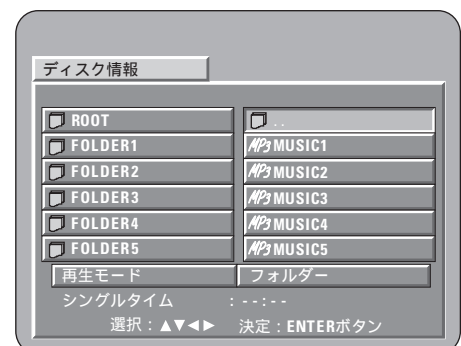 ディスク情報
ROOT ..
FOLDER1 MP3 MUSIC1
FOLDER2 MP3 MUSIC2
FOLDER3 MP3 MUSIC3
FOLDER4 MP3 MUSIC4
FOLDER5 MP3 MUSIC5
再生モード フォルダー
シングルタイム :--:--
選択:▲▼◀▶ 決定:ENTERボタン